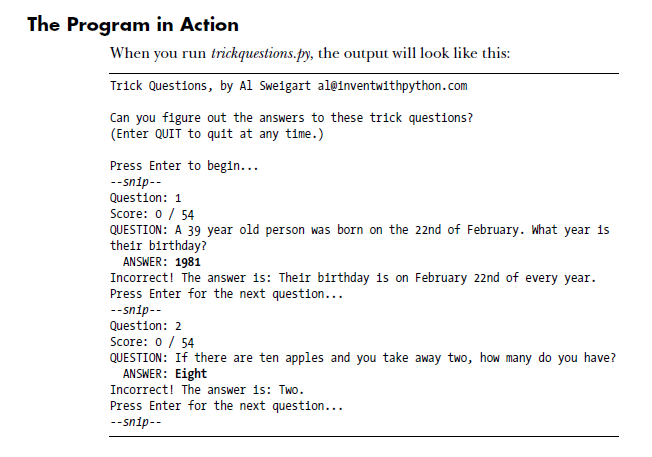 The Program in Action
When you run trickquestions.py, the output will look like this:
Trick Questions, by Al Sweigart al@inventwithpython.com
Can you figure out the answers to these trick questions?
(Enter QUIT to quit at any time.)
Press Enter to begin...
--snip--
Question: 1
Score: 0 / 54
QUESTION: A 39 year old person was born on the 22nd of February. What year is
their birthday?
ANSWER: 1981
Incorrect! The answer is: Their birthday is on February 22nd of every year.
Press Enter for the next question...
--snip--
Question: 2
Score: 0 / 54
QUESTION: If there are ten apples and you take away two, how many do you have?
ANSWER: Eight
Incorrect! The answer is: Two.
Press Enter for the next question...
--snip--